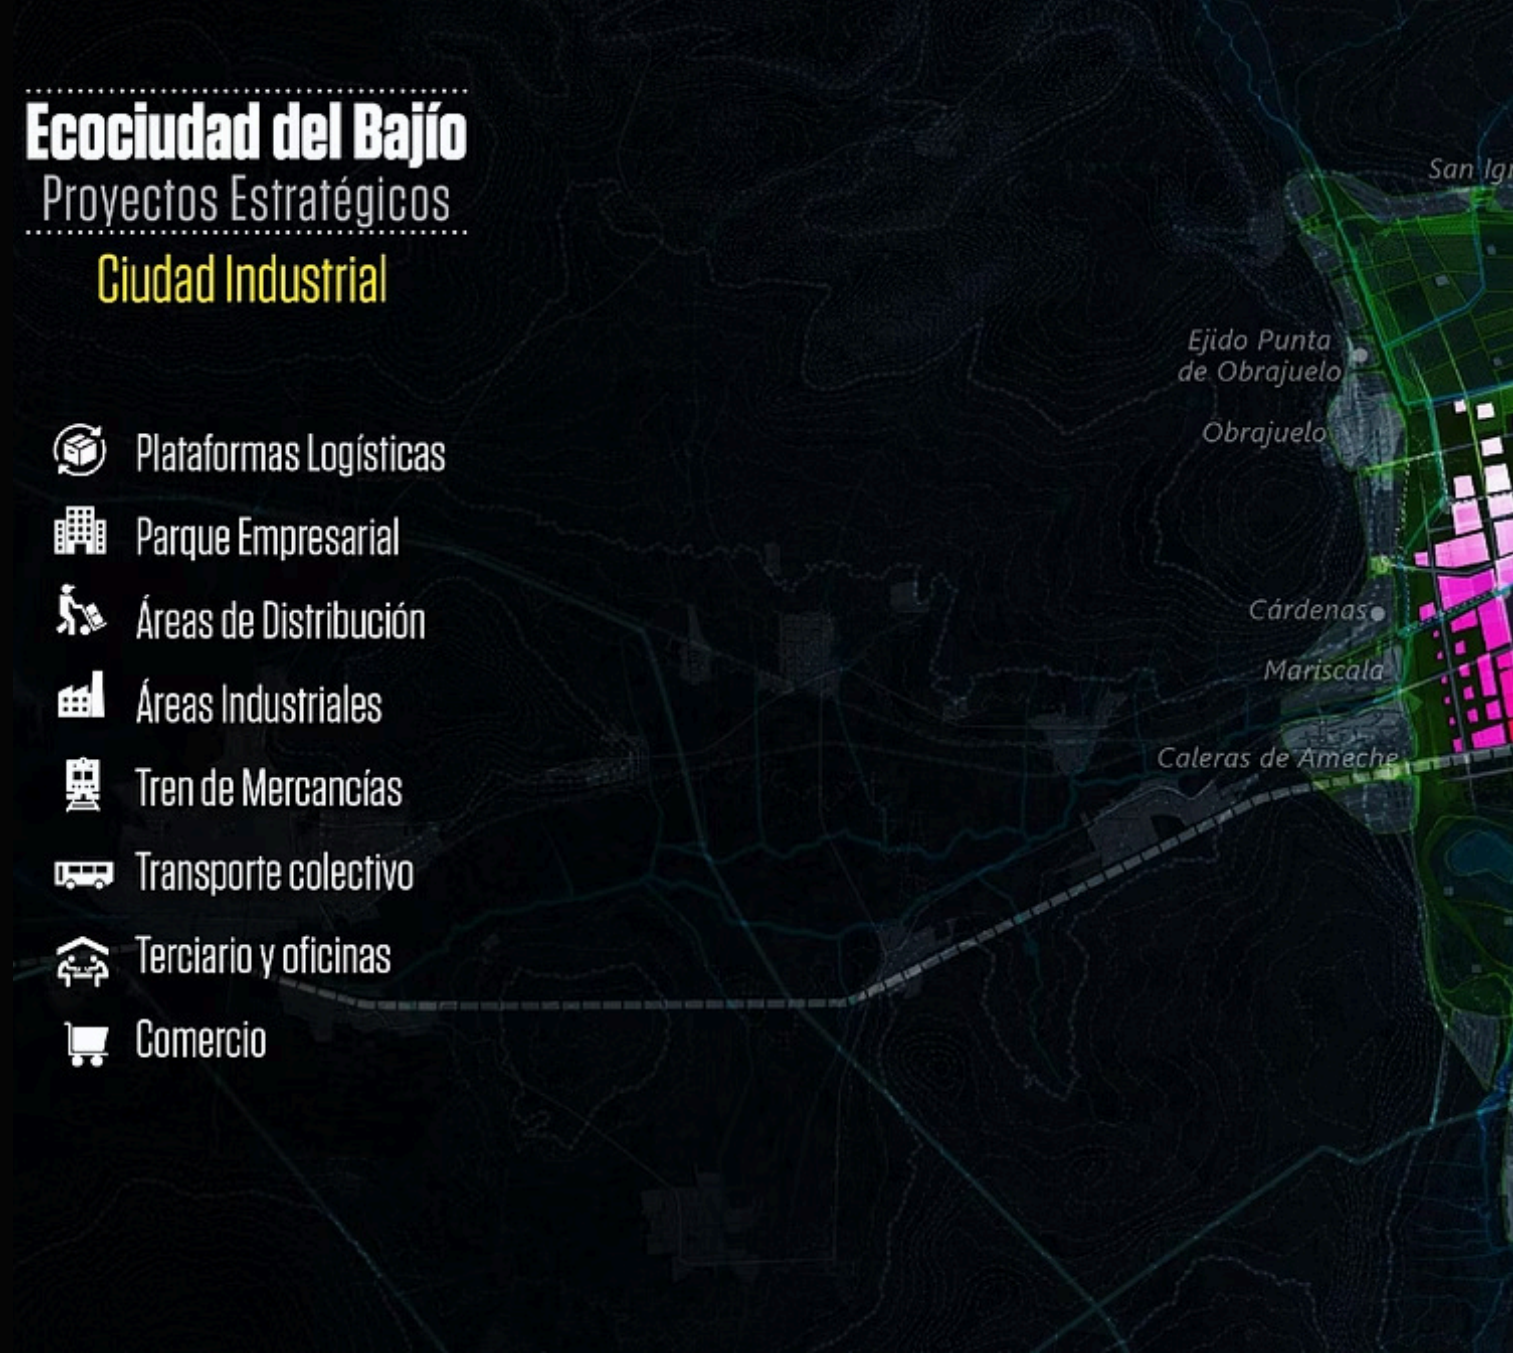 Ecociudad del Bajío
Proyectos Estratégicos
Ciudad Industrial
Plataformas Logísticas
Parque Empresarial
Áreas de Distribución
Áreas Industriales
Tren de Mercancías
Transporte colectivo
Terciario y oficinas
Comercio
San
Ejido Punta
de Obrajuelo
Obrajuelo
Cárdenas
Mariscala
Caleras de Ameche